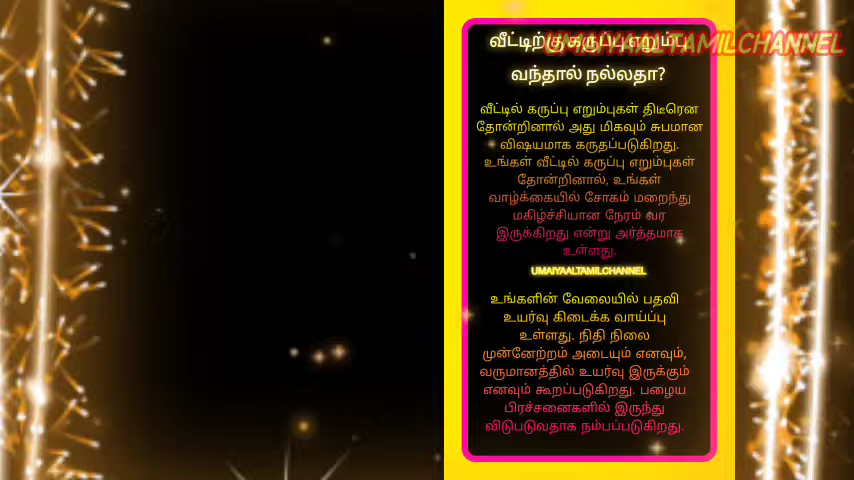 UMAIYAALTAMILCHANNEL
வீட்டிற்கு கருப்பு எறும்பு
வந்தால் நல்லதா?
வீட்டில் கருப்பு எறும்புகள் திடீரென
தோன்றினால் அது மிகவும் சுபமான
விஷயமாக கருதப்படுகிறது.
உங்கள் வீட்டில் கருப்பு எறும்புகள்
தோன்றினால், உங்கள்
வாழ்க்கையில் சோகம் மறைந்து
மகிழ்ச்சியான நேரம் வர
இருக்கிறது என்று அர்த்தமாக
உள்ளது.
UMAIYAALTAMILCHANNEL
உங்களின் வேலையில் பதவி
உயர்வு கிடைக்க வாய்ப்பு
உள்ளது. நிதி நிலை
முன்னேற்றம் அடையும் எனவும்,
வருமானத்தில் உயர்வு இருக்கும்
எனவும் கூறப்படுகிறது. பழைய
பிரச்சனைகளில் இருந்து
விடுபடுவதாக நம்பப்படுகிறது.